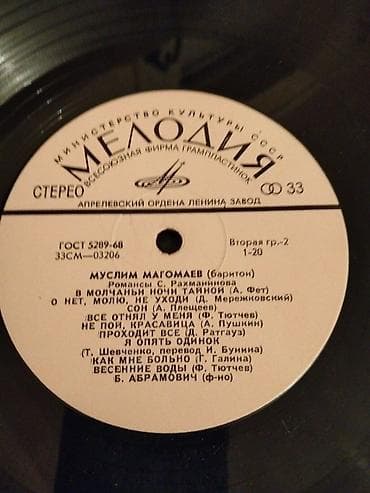 МИНИСТЕРСТВО КУЛЬТУРЫ СССР
МЕЛОДИЯ
ВСЕСОЮЗНАЯ ФИРМА ГРАМПЛАСТИНОК
СТЕРЕО
33
АПРЕЛЕВСКИЙ ОРДЕНА ЛЕНИНА ЗАВОД
ГОСТ 5289-68
Вторая гр.-2
33СМ—03206
1-20
МУСЛИМ МАГОМАЕВ (баритон)
Романсы С. Рахманинова
В МОЛЧАНЬИ НОЧИ ТАЙНОЙ (А. Фет)
О НЕТ, МОЛЮ, НЕ УХОДИ (Д. Мережковский)
СОН (А. Плещеев)
ВСЕ ОТНЯЛ У МЕНЯ (Ф. Тютчев)
НЕ ПОЙ, КРАСАВИЦА (А. Пушкин)
ПРОХОДИТ ВСЕ (Д. Ратгауз)
Я ОПЯТЬ ОДИНОК
(Т. Шевченко, перевод И. Бунина)
КАК МНЕ БОЛЬНО (Г. Галина)
ВЕСЕННИЕ ВОДЫ (Ф. Тютчев)
Б. АБРАМОВИЧ (ф-но)